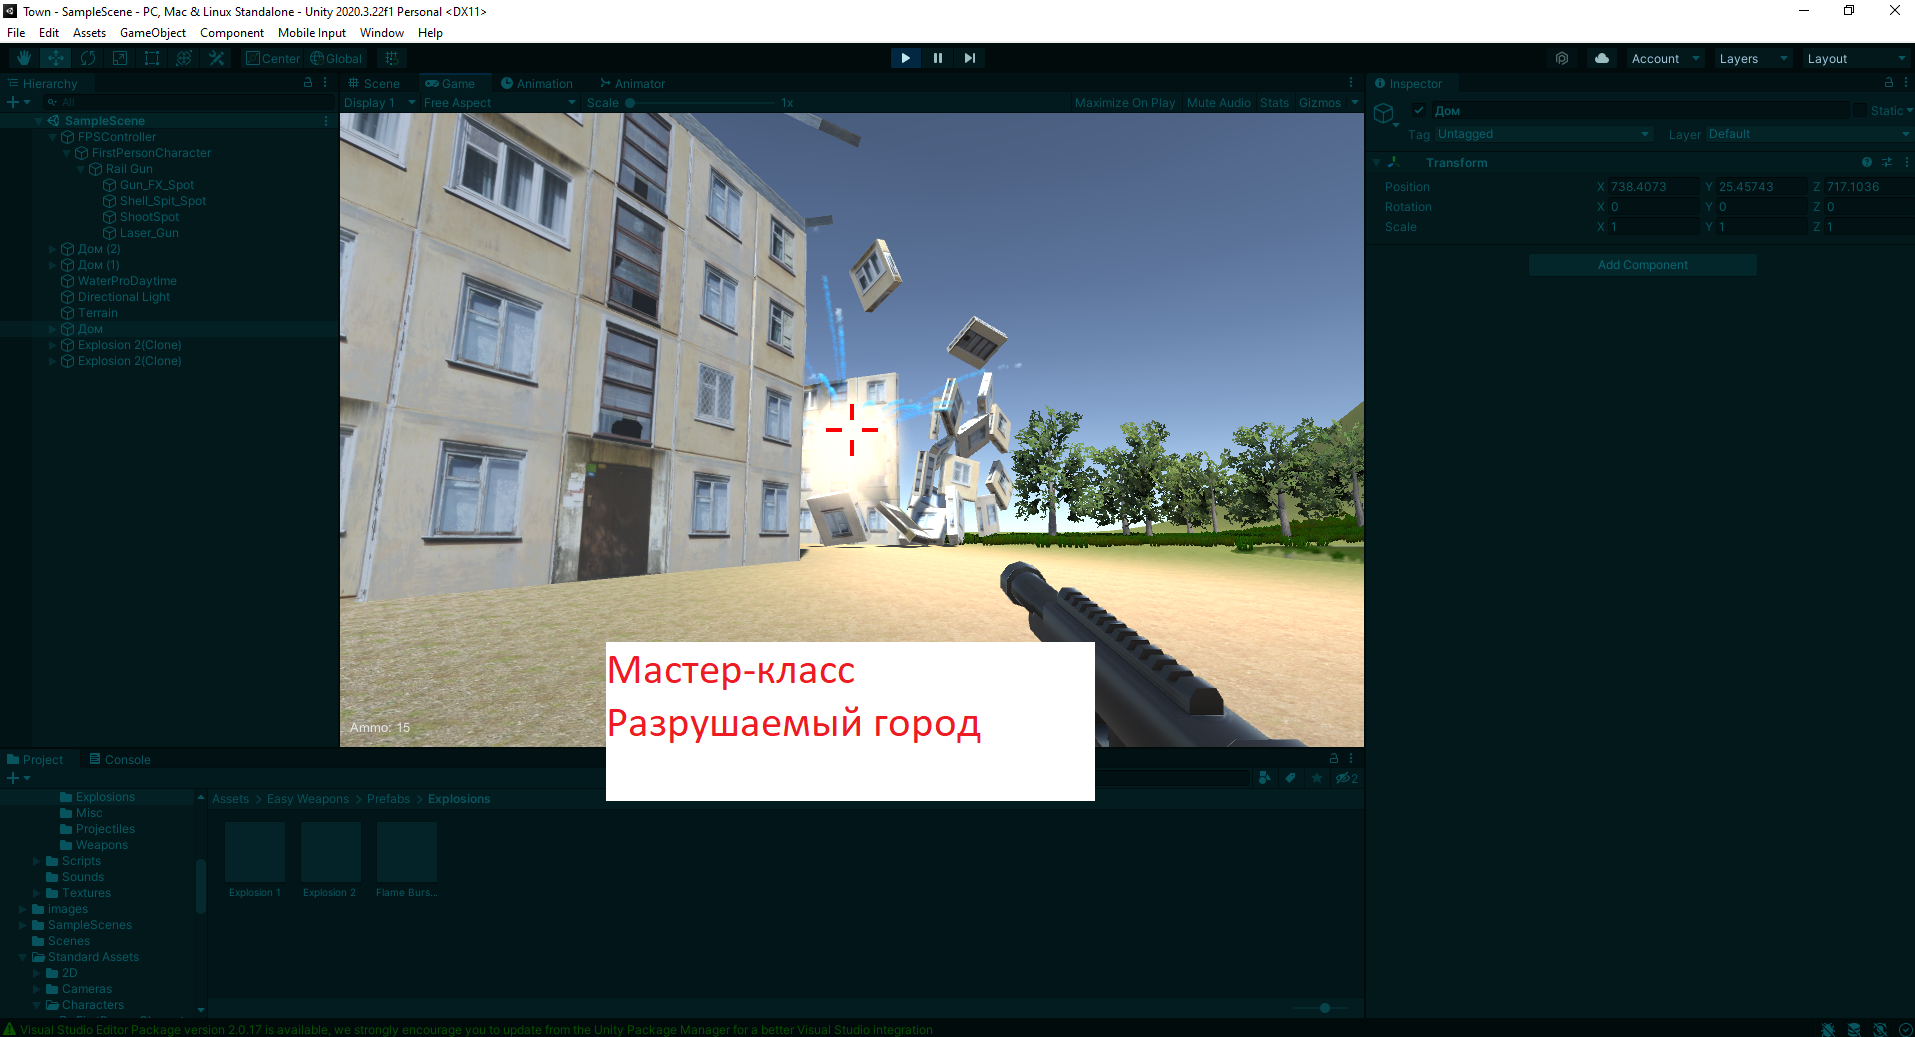 Town - SampleScene - PC, Mac & Linux Standalone - Unity 2020.3.22f1 Personal <DX11>
File Edit Assets GameObject Component Mobile Input Window Help
Center Global
Account Layers Layout
Hierarchy
All
SampleScene
FPSController
FirstPersonCharacter
Rail Gun
Gun_FX_Spot
Shell_Spit_Spot
ShootSpot
Laser_Gun
Дом (2)
Дом (1)
WaterProDaytime
Directional Light
Terrain
Дом
Explosion 2(Clone)
Explosion 2(Clone)
Scene Game Animation Animator
Display 1 Free Aspect Scale 1x Maximize On Play Mute Audio Stats Gizmos
Ammo: 15
Мастер-класс
Разрушаемый город
Inspector
Дом Static
Tag Untagged Layer Default
Transform
Position X 738.4073 Y 25.45743 Z 717.1036
Rotation X 0 Y 0 Z 0
Scale X 1 Y 1 Z 1
Add Component
Project Console
2
Explosions
Misc
Projectiles
Weapons
Scripts
Sounds
Textures
images
SampleScenes
Scenes
Standard Assets
2D
Cameras
Characters
Assets > Easy Weapons > Prefabs > Explosions
Explosion 1 Explosion 2 Flame Burs...
Visual Studio Editor Package version 2.0.17 is available, we strongly encourage you to update from the Unity Package Manager for a better Visual Studio integration